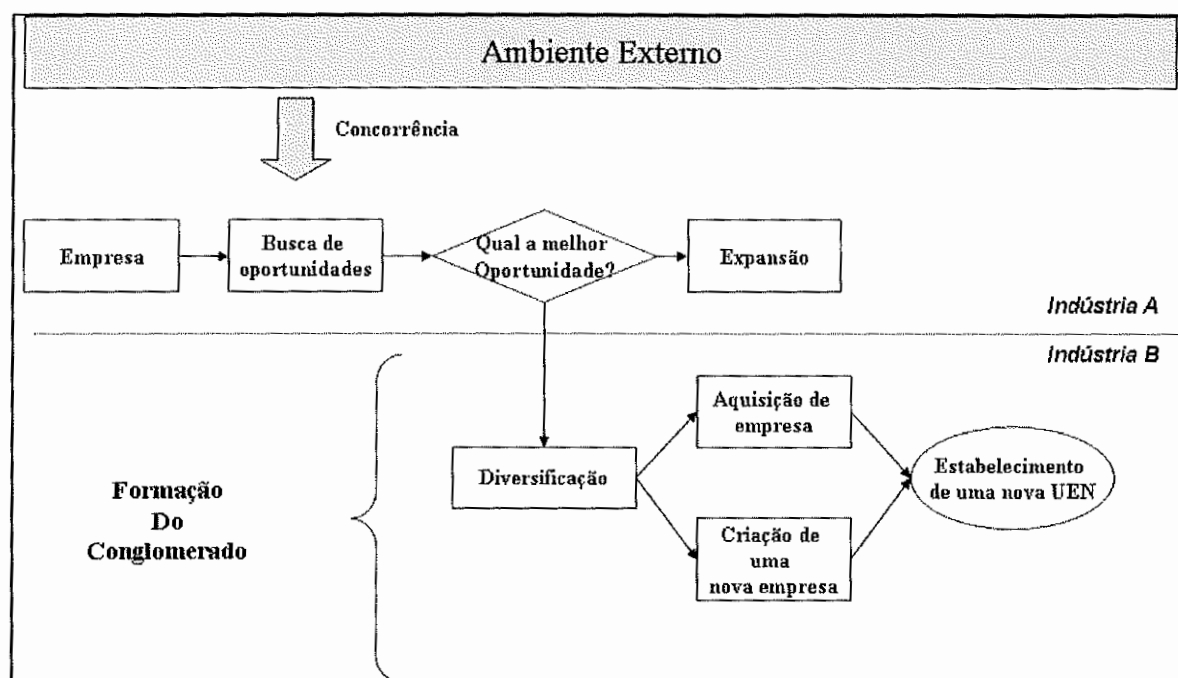 Ambiente Externo
Concorrência
Empresa
Busca de
oportunidades
Qual a melhor
Oportunidade?
Expansão
Indústria A
Indústria B
Formação
Do
Conglomerado
Diversificação
Aquisição de
empresa
Criação de
uma
nova empresa
Estabelecimento
de uma nova UEN